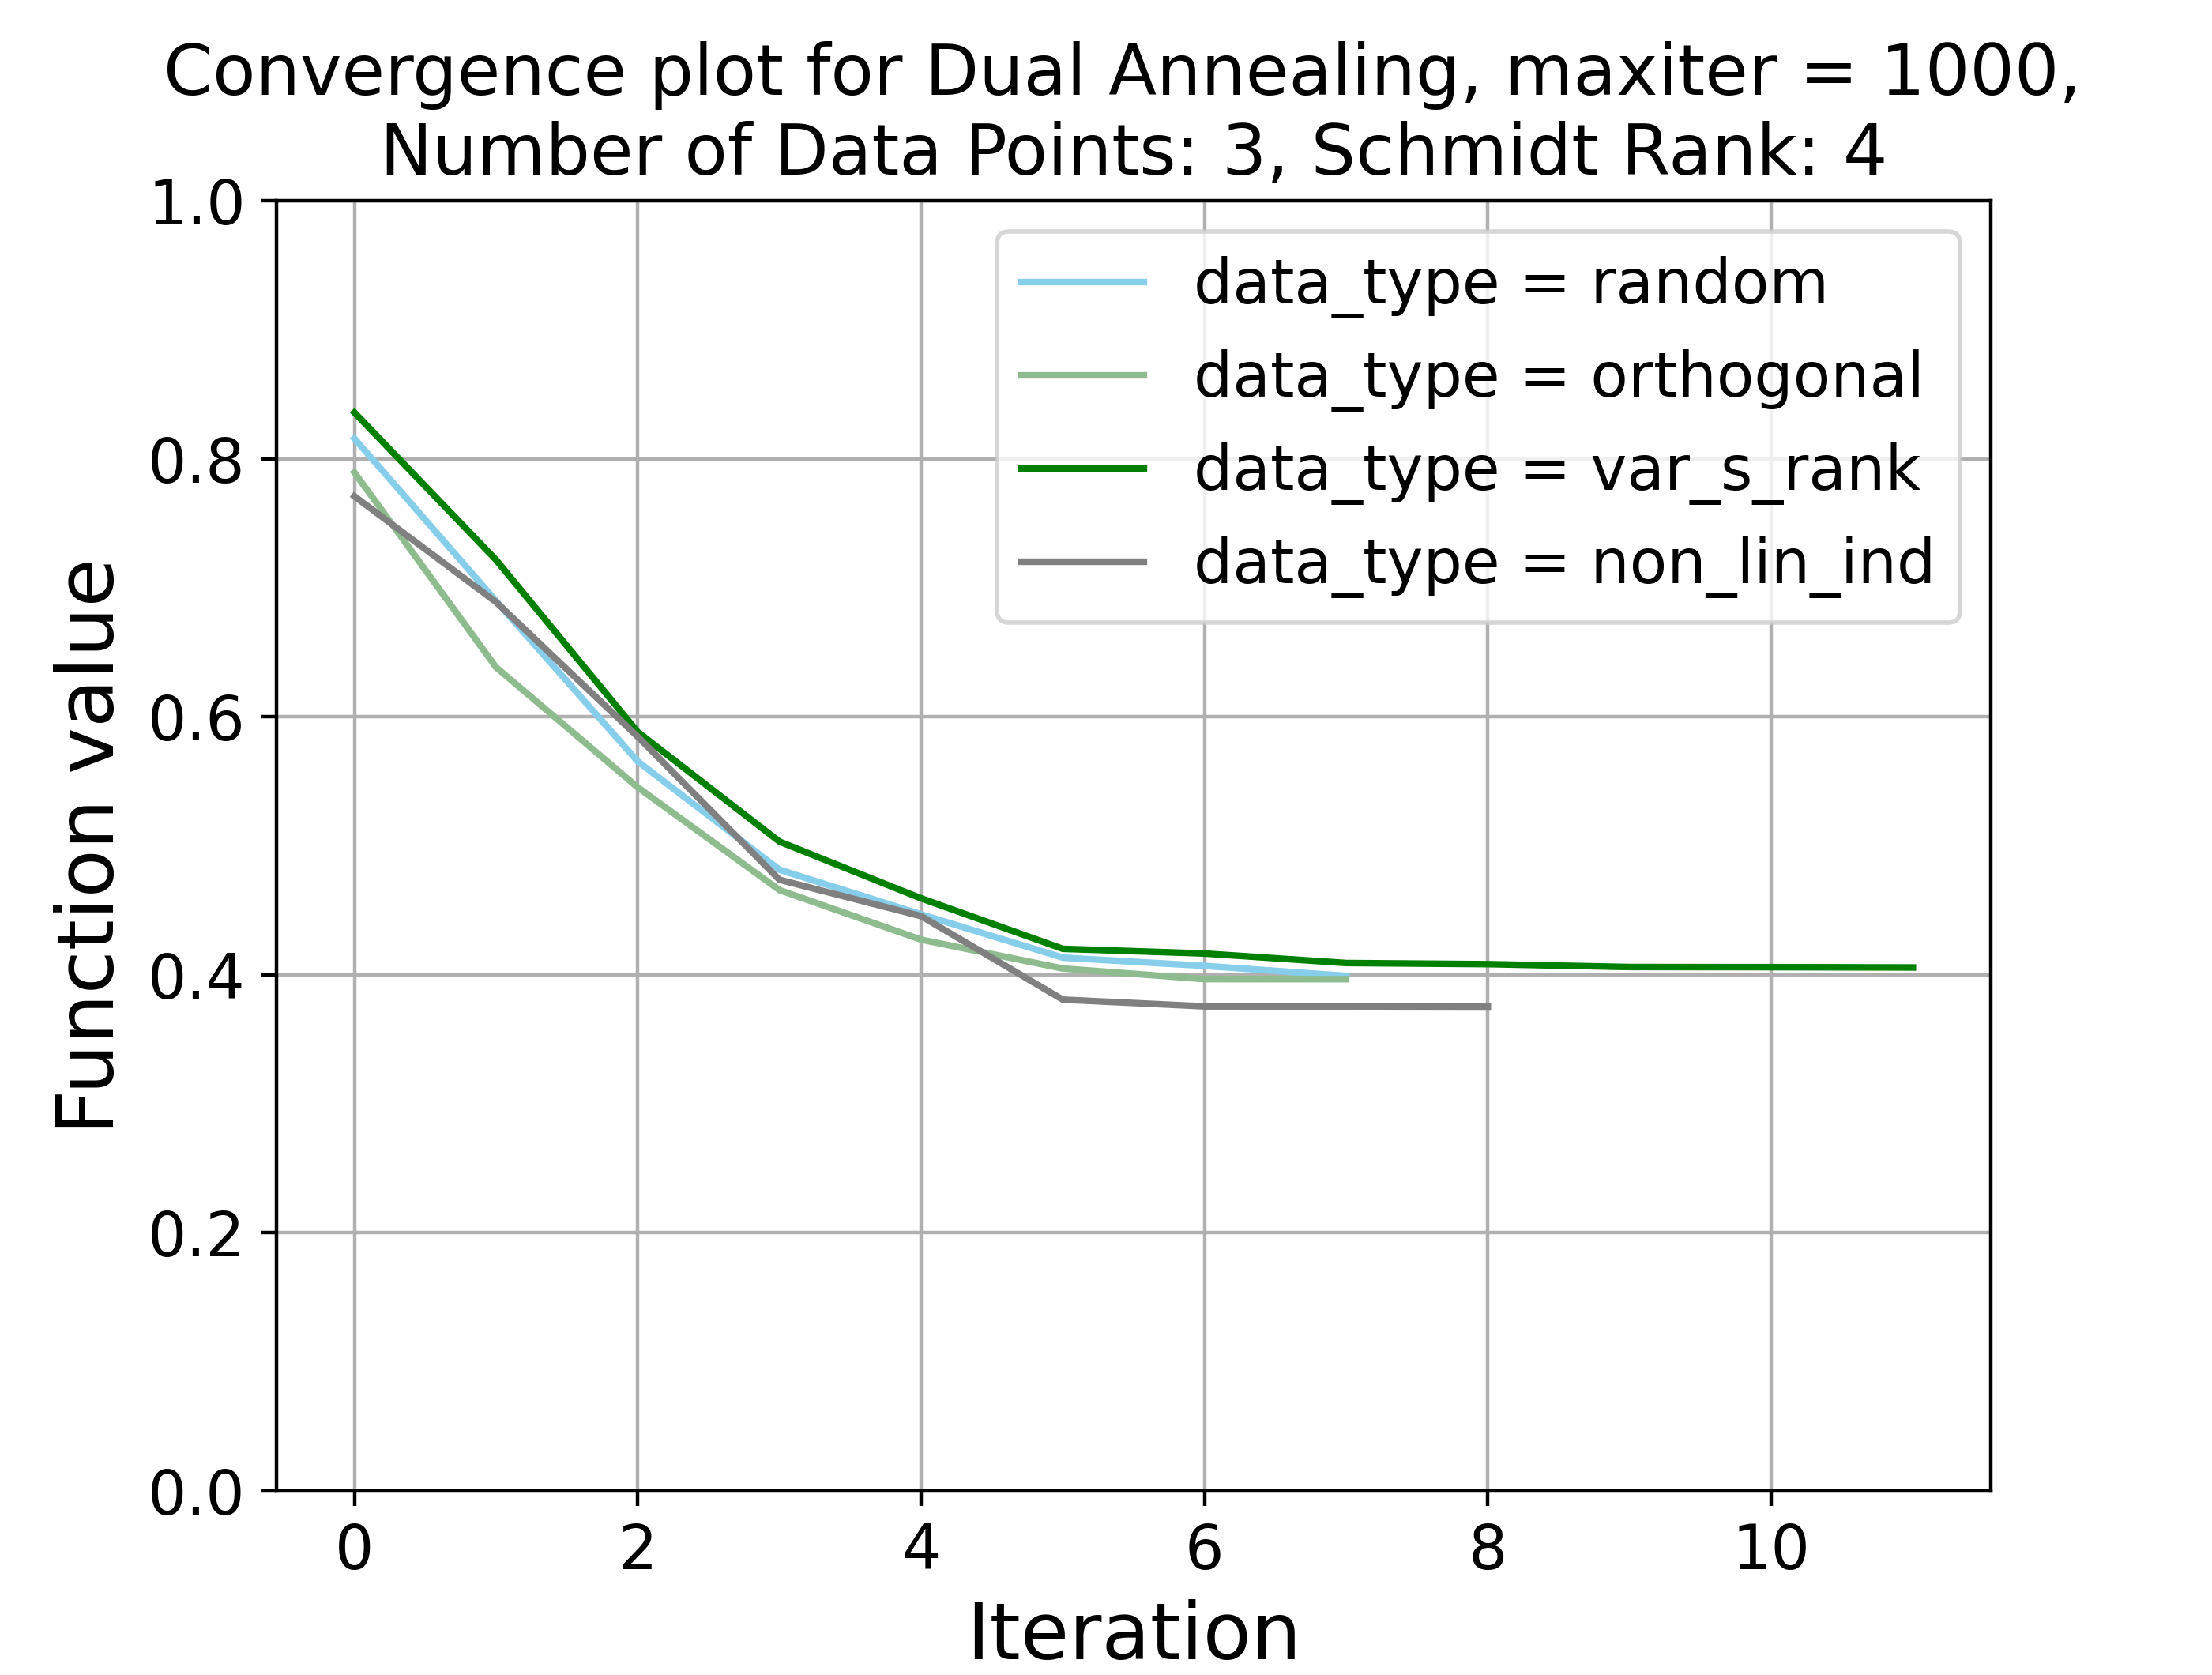 Convergence plot for Dual Annealing, maxiter = 1000,
Number of Data Points: 3, Schmidt Rank: 4
1.0
0.8
0.6
0.4
0.2
0.0
Function value
data_type = random
data_type = orthogonal
data_type = var_s_rank
data_type = non_lin_ind
0 2 4 6 8 10
Iteration